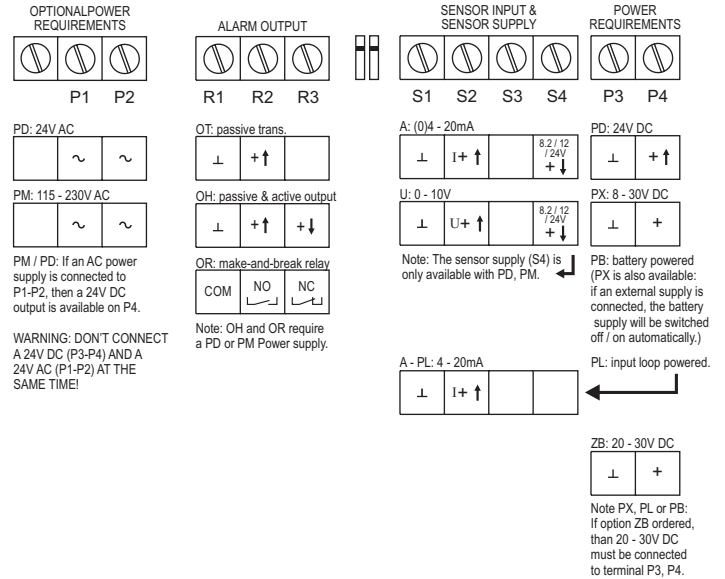 OPTIONALPOWER
REQUIREMENTS
P1 P2
PD: 24V AC
~ ~
PM: 115 - 230V AC
~ ~
PM / PD: If an AC power
supply is connected to
P1-P2, then a 24V DC
output is available on P4.
WARNING: DON'T CONNECT
A 24V DC (P3-P4) AND A
24V AC (P1-P2) AT THE
SAME TIME!
ALARM OUTPUT
R1 R2 R3
OT: passive trans.
⊥ +↑
OH: passive & active output
⊥ +↑ +↓
OR: make-and-break relay
COM NO NC
Note: OH and OR require
a PD or PM Power supply.
SENSOR INPUT &
SENSOR SUPPLY
S1 S2 S3 S4
A: (0)4 - 20mA
⊥ I+ ↑
8.2 / 12
/ 24V
+↓
U: 0 - 10V
⊥ U+ ↑
8.2 / 12
/ 24V
+↓
Note: The sensor supply (S4) is
only available with PD, PM.
A - PL: 4 - 20mA
⊥ I+ ↑
POWER
REQUIREMENTS
P3 P4
PD: 24V DC
⊥ +↑
PX: 8 - 30V DC
⊥ +
PB: battery powered
(PX is also available:
if an external supply is
connected, the battery
supply will be switched
off / on automatically.)
PL: input loop powered.
ZB: 20 - 30V DC
⊥ +
Note PX, PL or PB:
If option ZB ordered,
than 20 - 30V DC
must be connected
to terminal P3, P4.